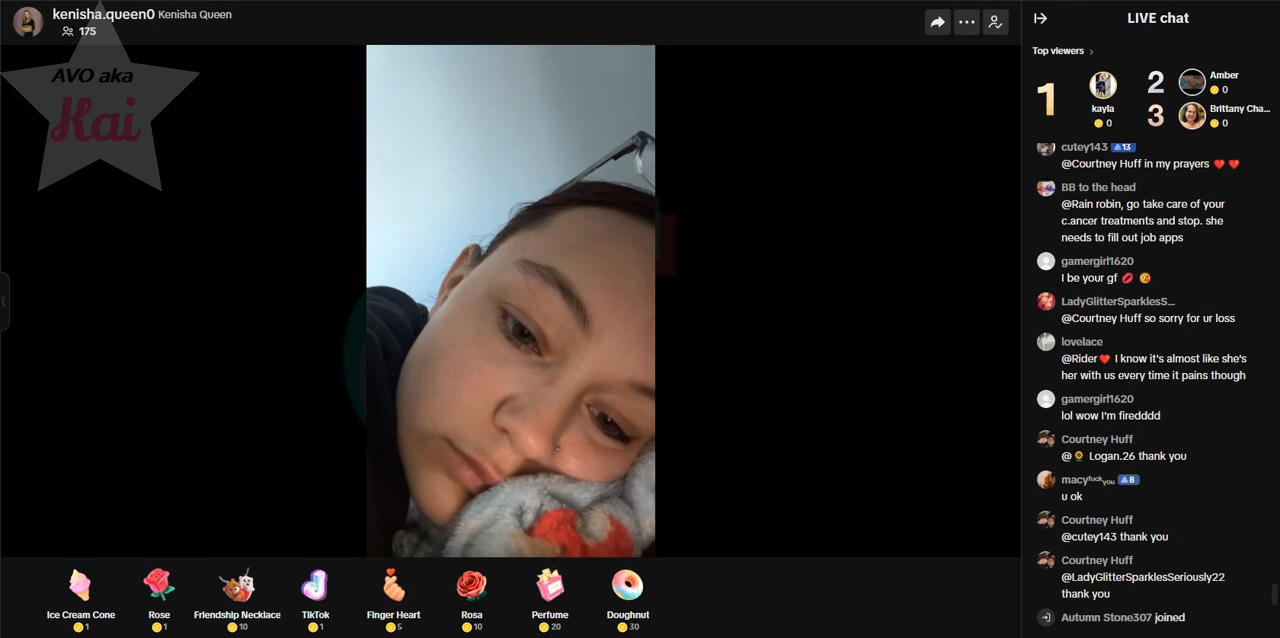 kenisha.queen0 Kenisha Queen
175
AVO aka
Kai
LIVE chat
Top viewers
1
kayla
0
2
Amber
0
3
Brittany Cha...
0
cutey143 13
@Courtney Huff in my prayers
BB to the head
@Rain robin, go take care of your
c.ancer treatments and stop. she
needs to fill out job apps
gamergirl1620
I be your gf
LadyGlitterSparklesS...
@Courtney Huff so sorry for ur loss
lovelace
@Rider I know it's almost like she's
her with us every time it pains though
gamergirl1620
lol wow I'm firedddd
Courtney Huff
@ Logan.26 thank you
macy fuck you 8
u ok
Courtney Huff
@cutey143 thank you
Courtney Huff
@LadyGlitterSparklesSeriously22
thank you
Autumn Stone307 joined
Ice Cream Cone
1
Rose
1
Friendship Necklace
10
TikTok
1
Finger Heart
5
Rosa
10
Perfume
20
Doughnut
30